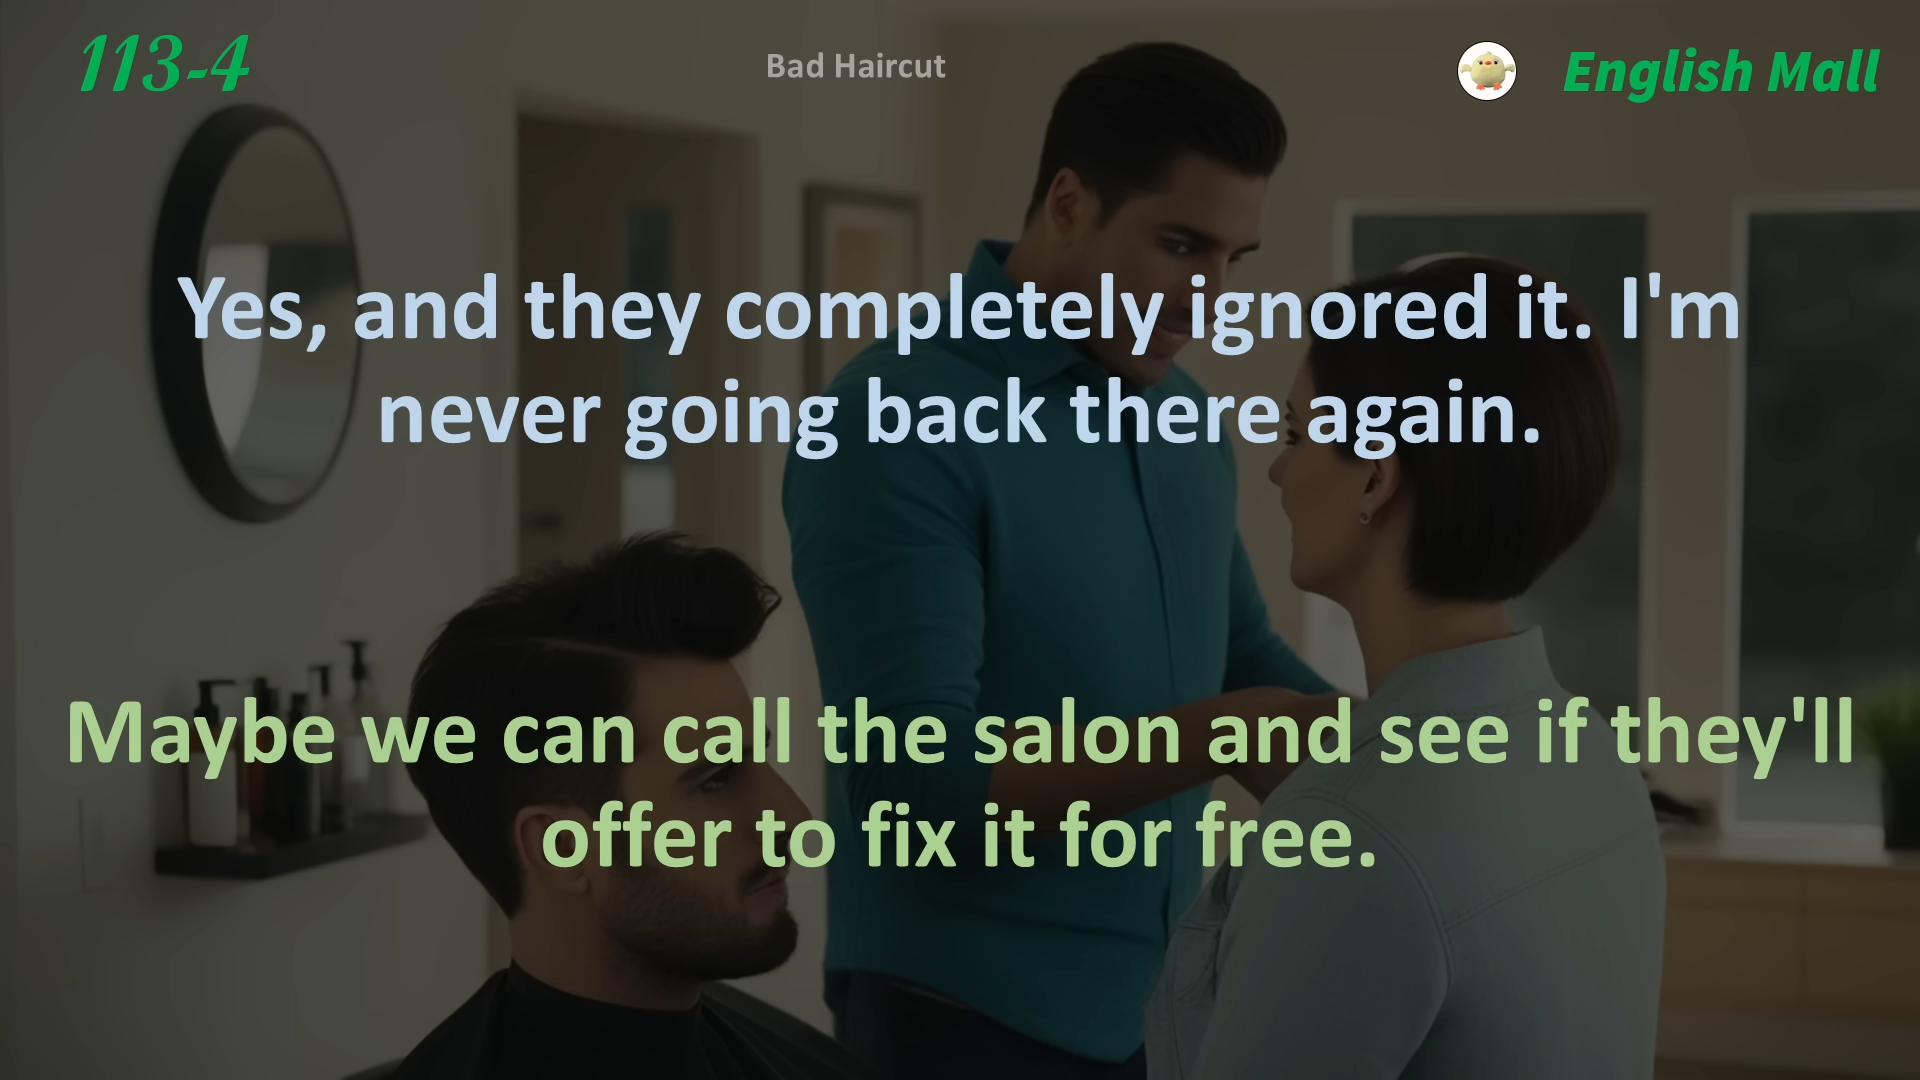 113-4
Bad Haircut
English Mall
Yes, and they completely ignored it. I'm
never going back there again.
Maybe we can call the salon and see if they'll
offer to fix it for free.